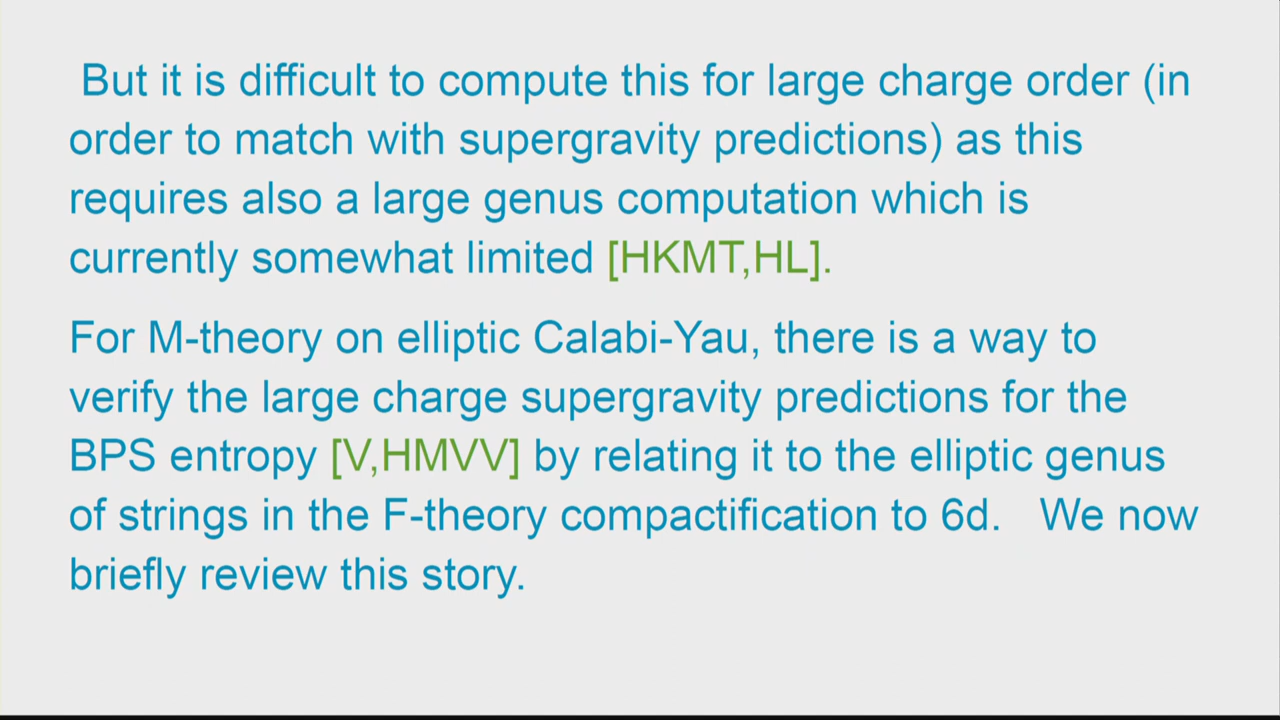 But it is difficult to compute this for large charge order (in
order to match with supergravity predictions) as this
requires also a large genus computation which is
currently somewhat limited [HKMT,HL].
For M-theory on elliptic Calabi-Yau, there is a way to
verify the large charge supergravity predictions for the
BPS entropy [V,HMVV] by relating it to the elliptic genus
of strings in the F-theory compactification to 6d. We now
briefly review this story.